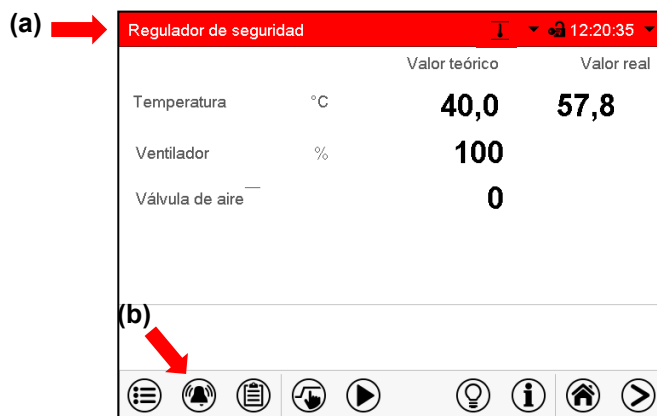 (a)
Regulador de seguridad 12:20:35
Valor teórico Valor real
Temperatura °C 40,0 57,8
Ventilador % 100
Válvula de aire 0
(b)